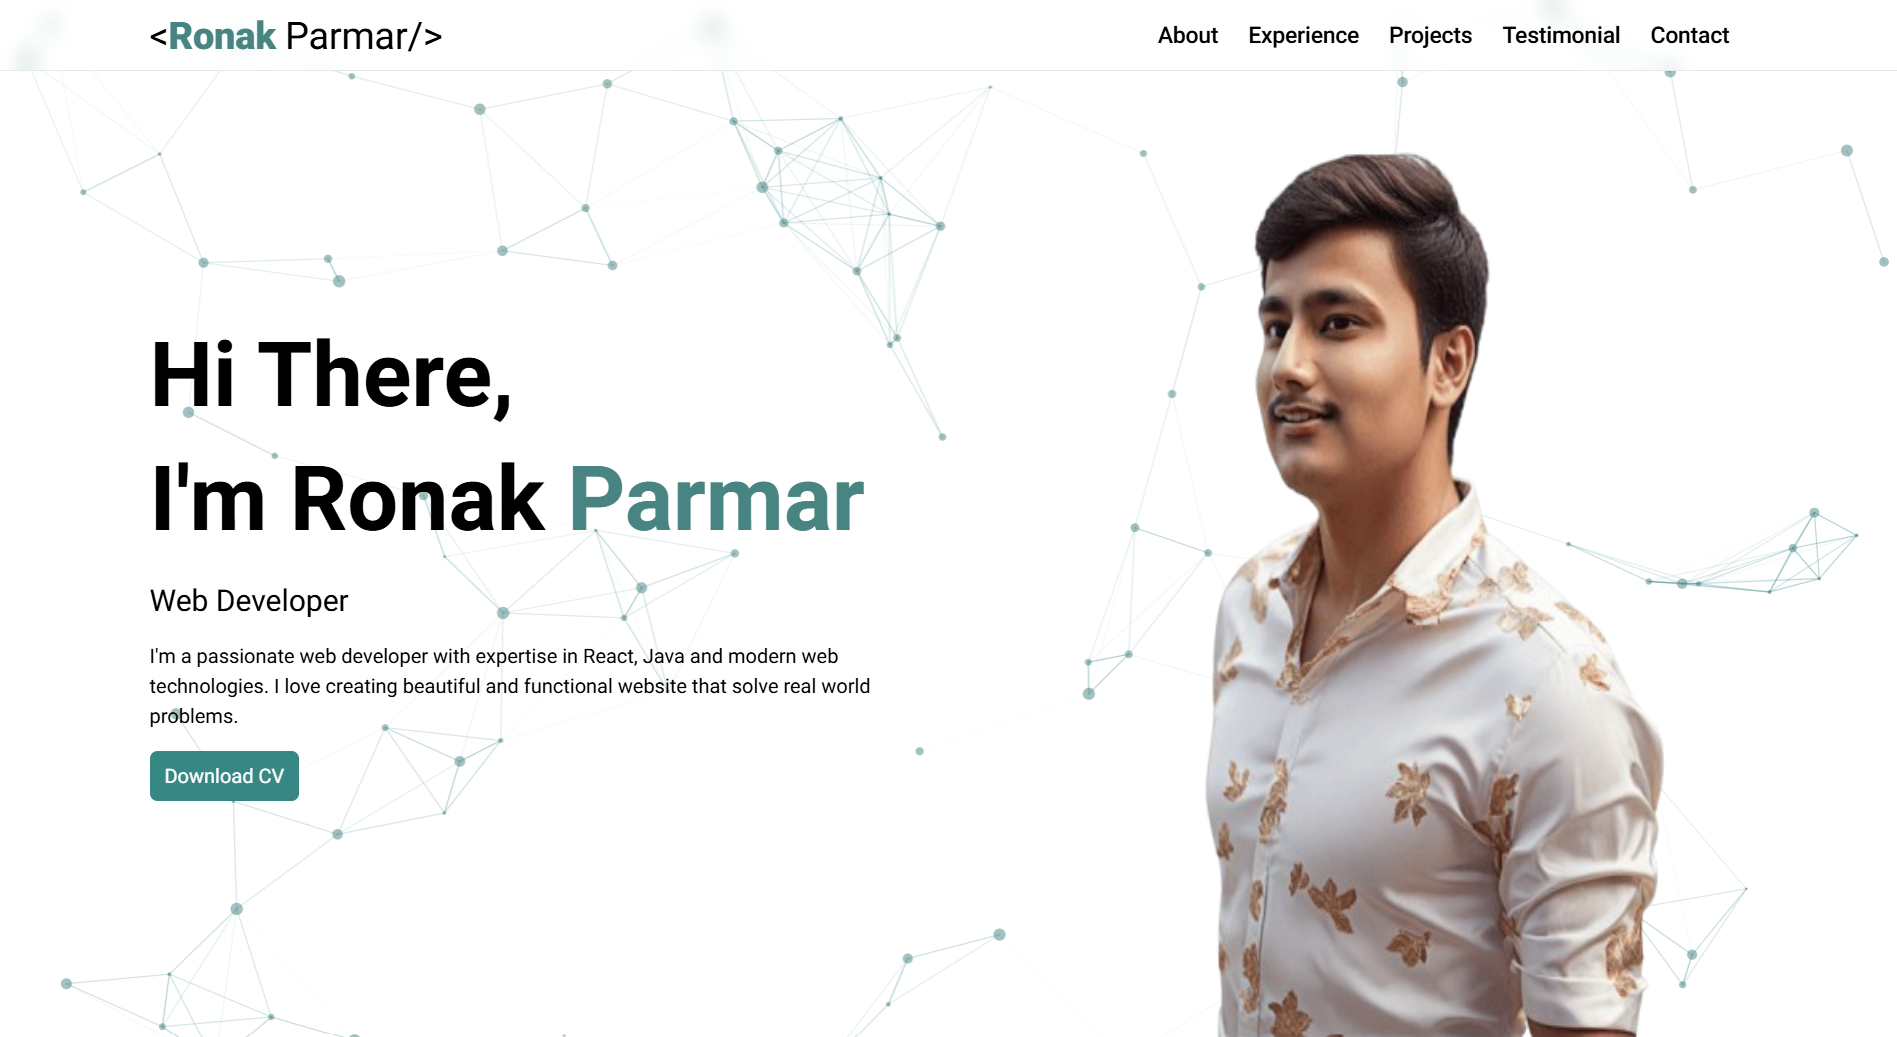 <Ronak Parmar/>
About Experience Projects Testimonial Contact
Hi There,
I'm Ronak Parmar
Web Developer
I'm a passionate web developer with expertise in React, Java and modern web
technologies. I love creating beautiful and functional website that solve real world
problems.
Download CV